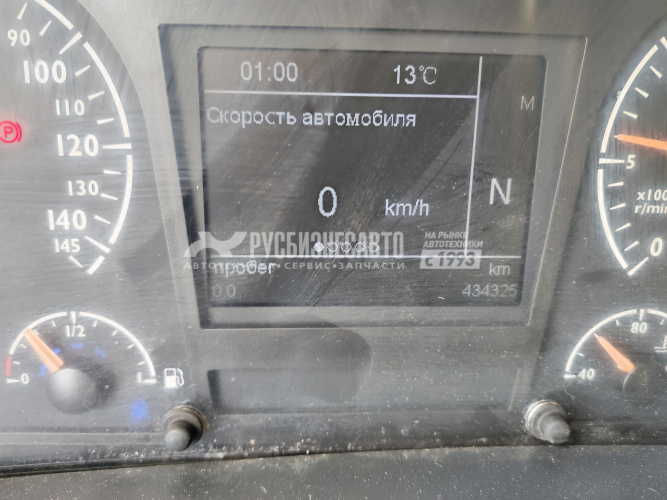 90
100
110
120
130
140
145
01:00 13°C
M
Скорость автомобиля
0 km/h
N
РУСБИЗНЕСАВТО
АВТОТЕХНИКА•СЕРВИС•ЗАПЧАСТИ
НА РЫНКЕ
АВТОТЕХНИКИ
с 1993
пробег km
0.0 434325
5
x100
r/min
0
0 1/2 1
40 80
P